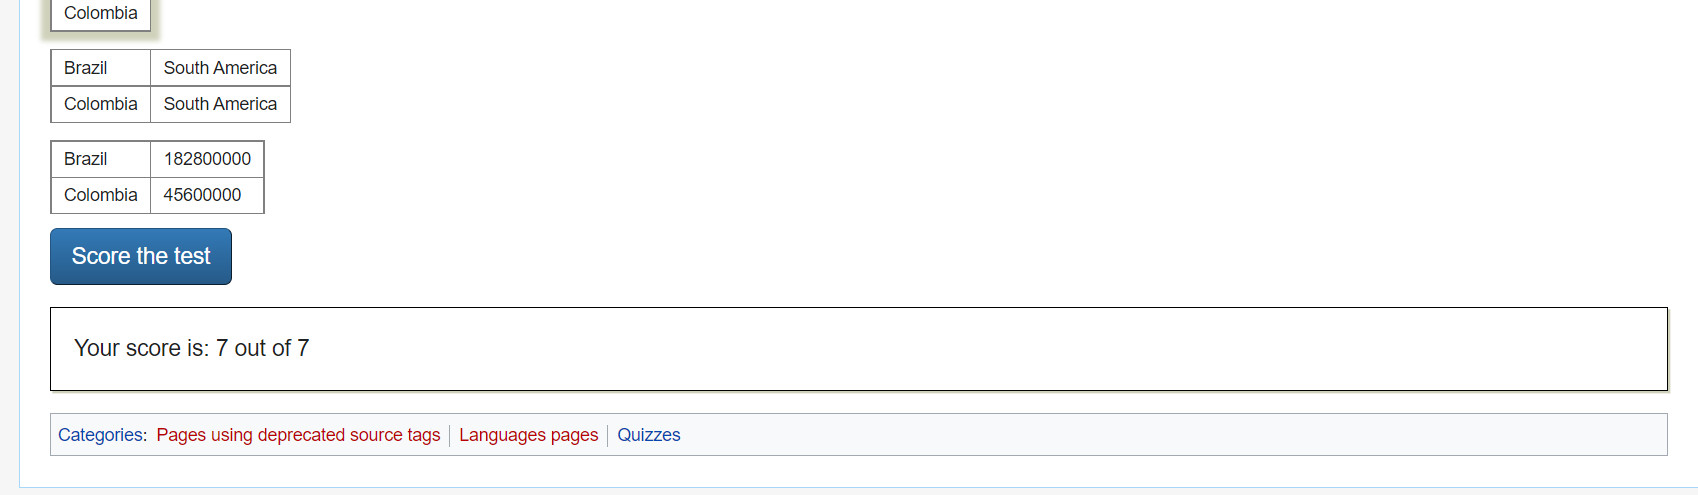 Colombia
Brazil South America
Colombia South America
Brazil 182800000
Colombia 45600000
Score the test
Your score is: 7 out of 7
Categories: Pages using deprecated source tags Languages pages Quizzes